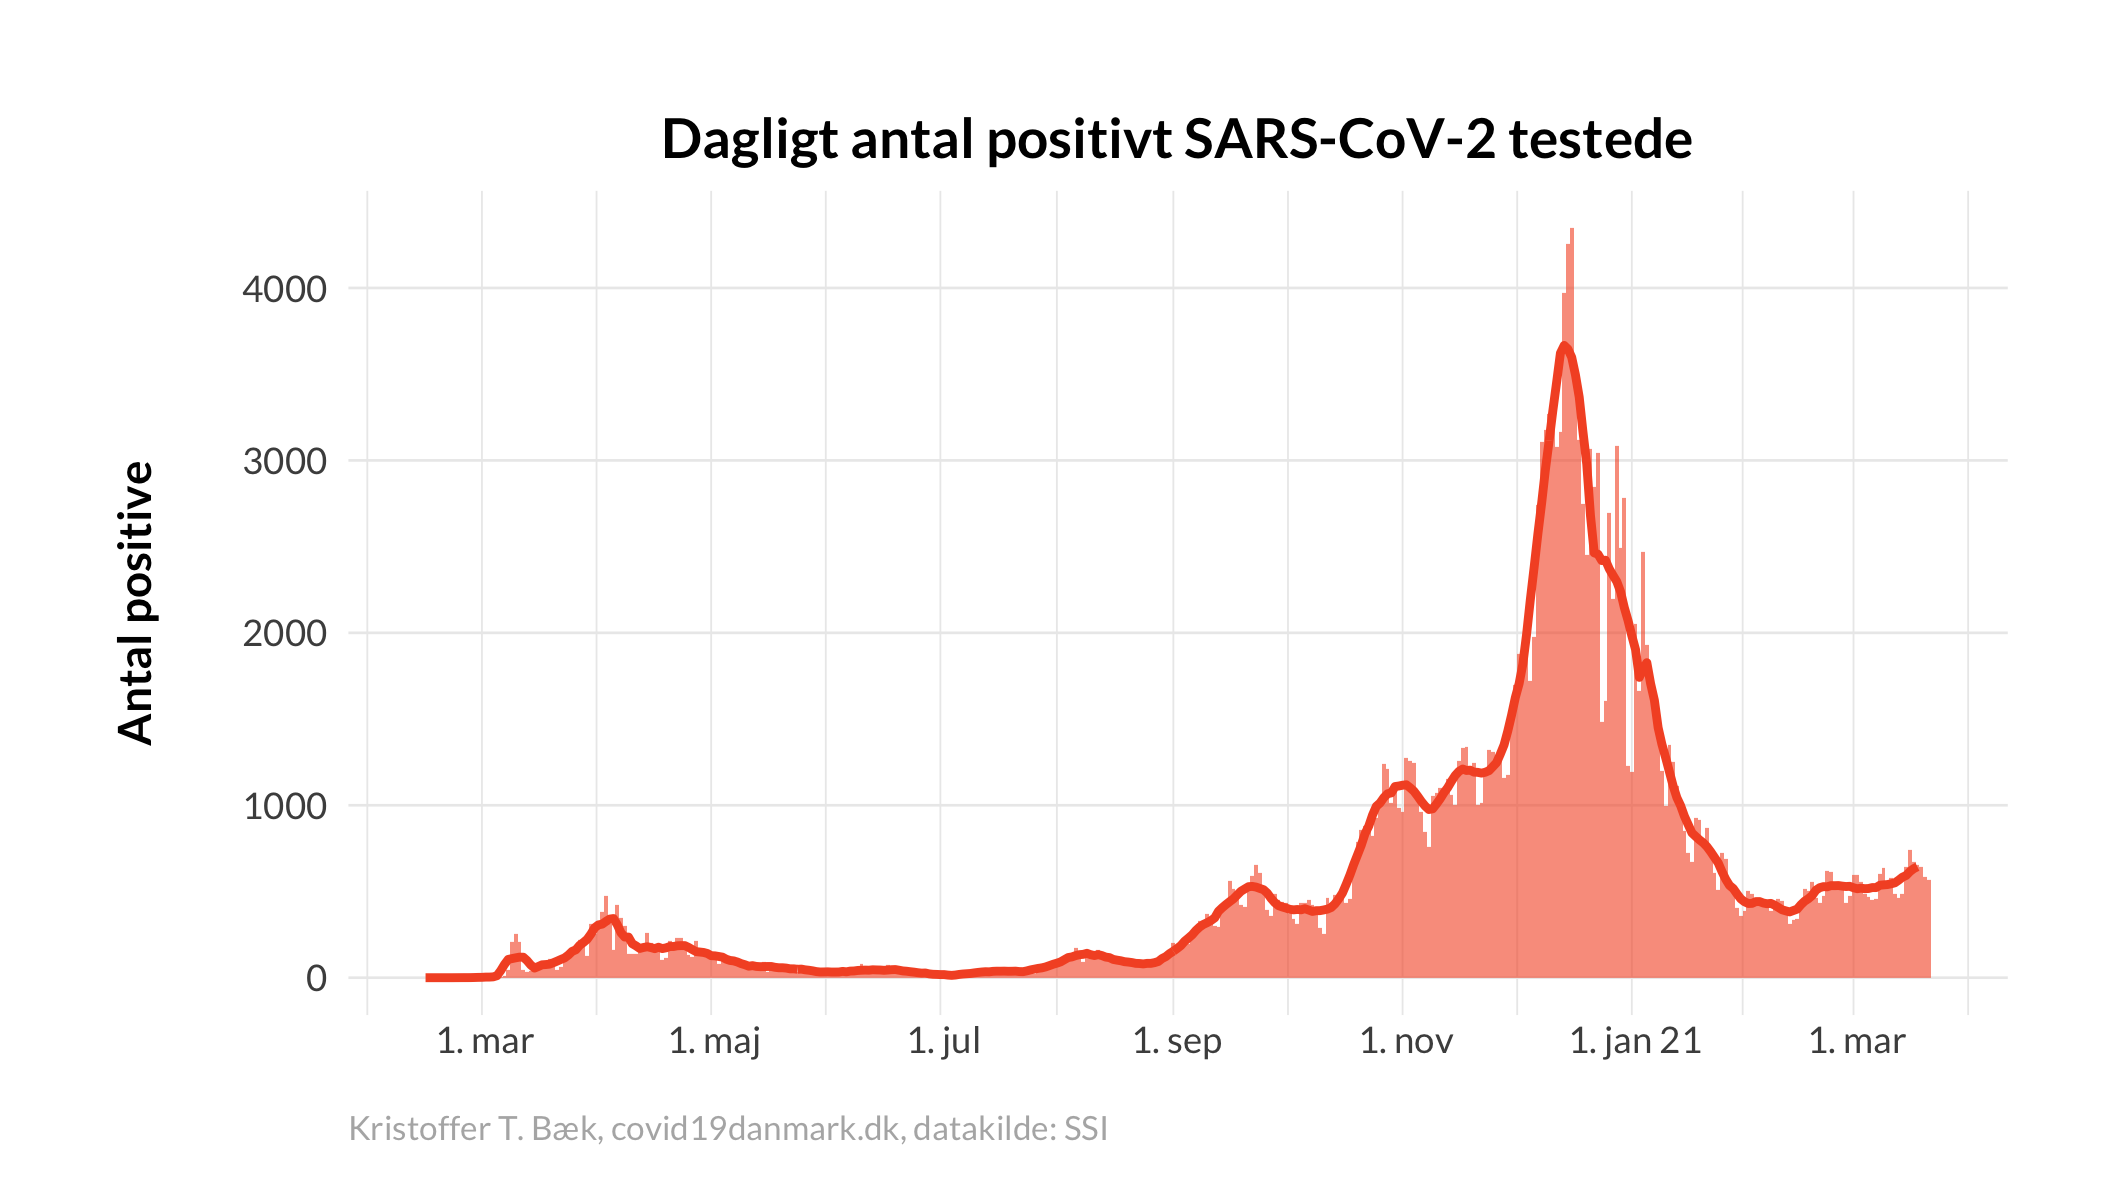 Dagligt antal positivt SARS-CoV-2 testede
Antal positive
4000
3000
2000
1000
0
1. mar
1. maj
1. jul
1. sep
1. nov
1. jan 21
1. mar
Kristoffer T. Bæk, covid19danmark.dk, datakilde: SSI